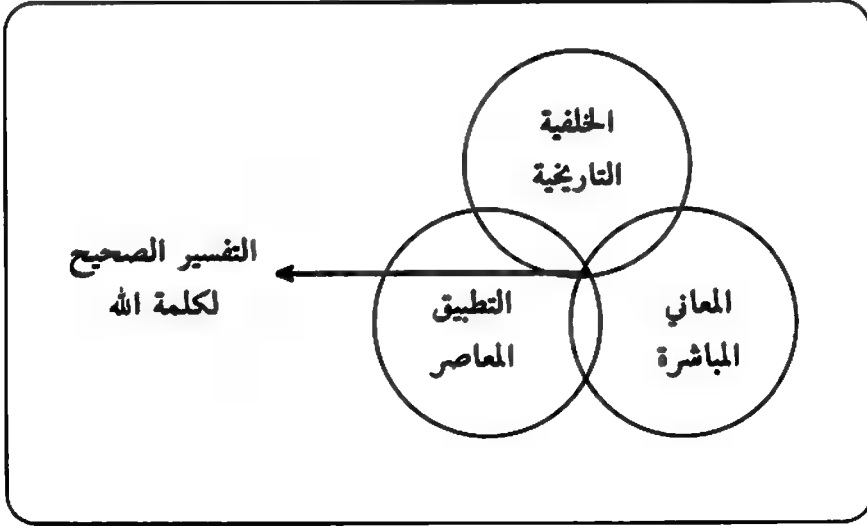 الخلفية
التاريخية
التفسير الصحيح
لكلمة الله
التطبيق
المعاصر
المعاني
المباشرة